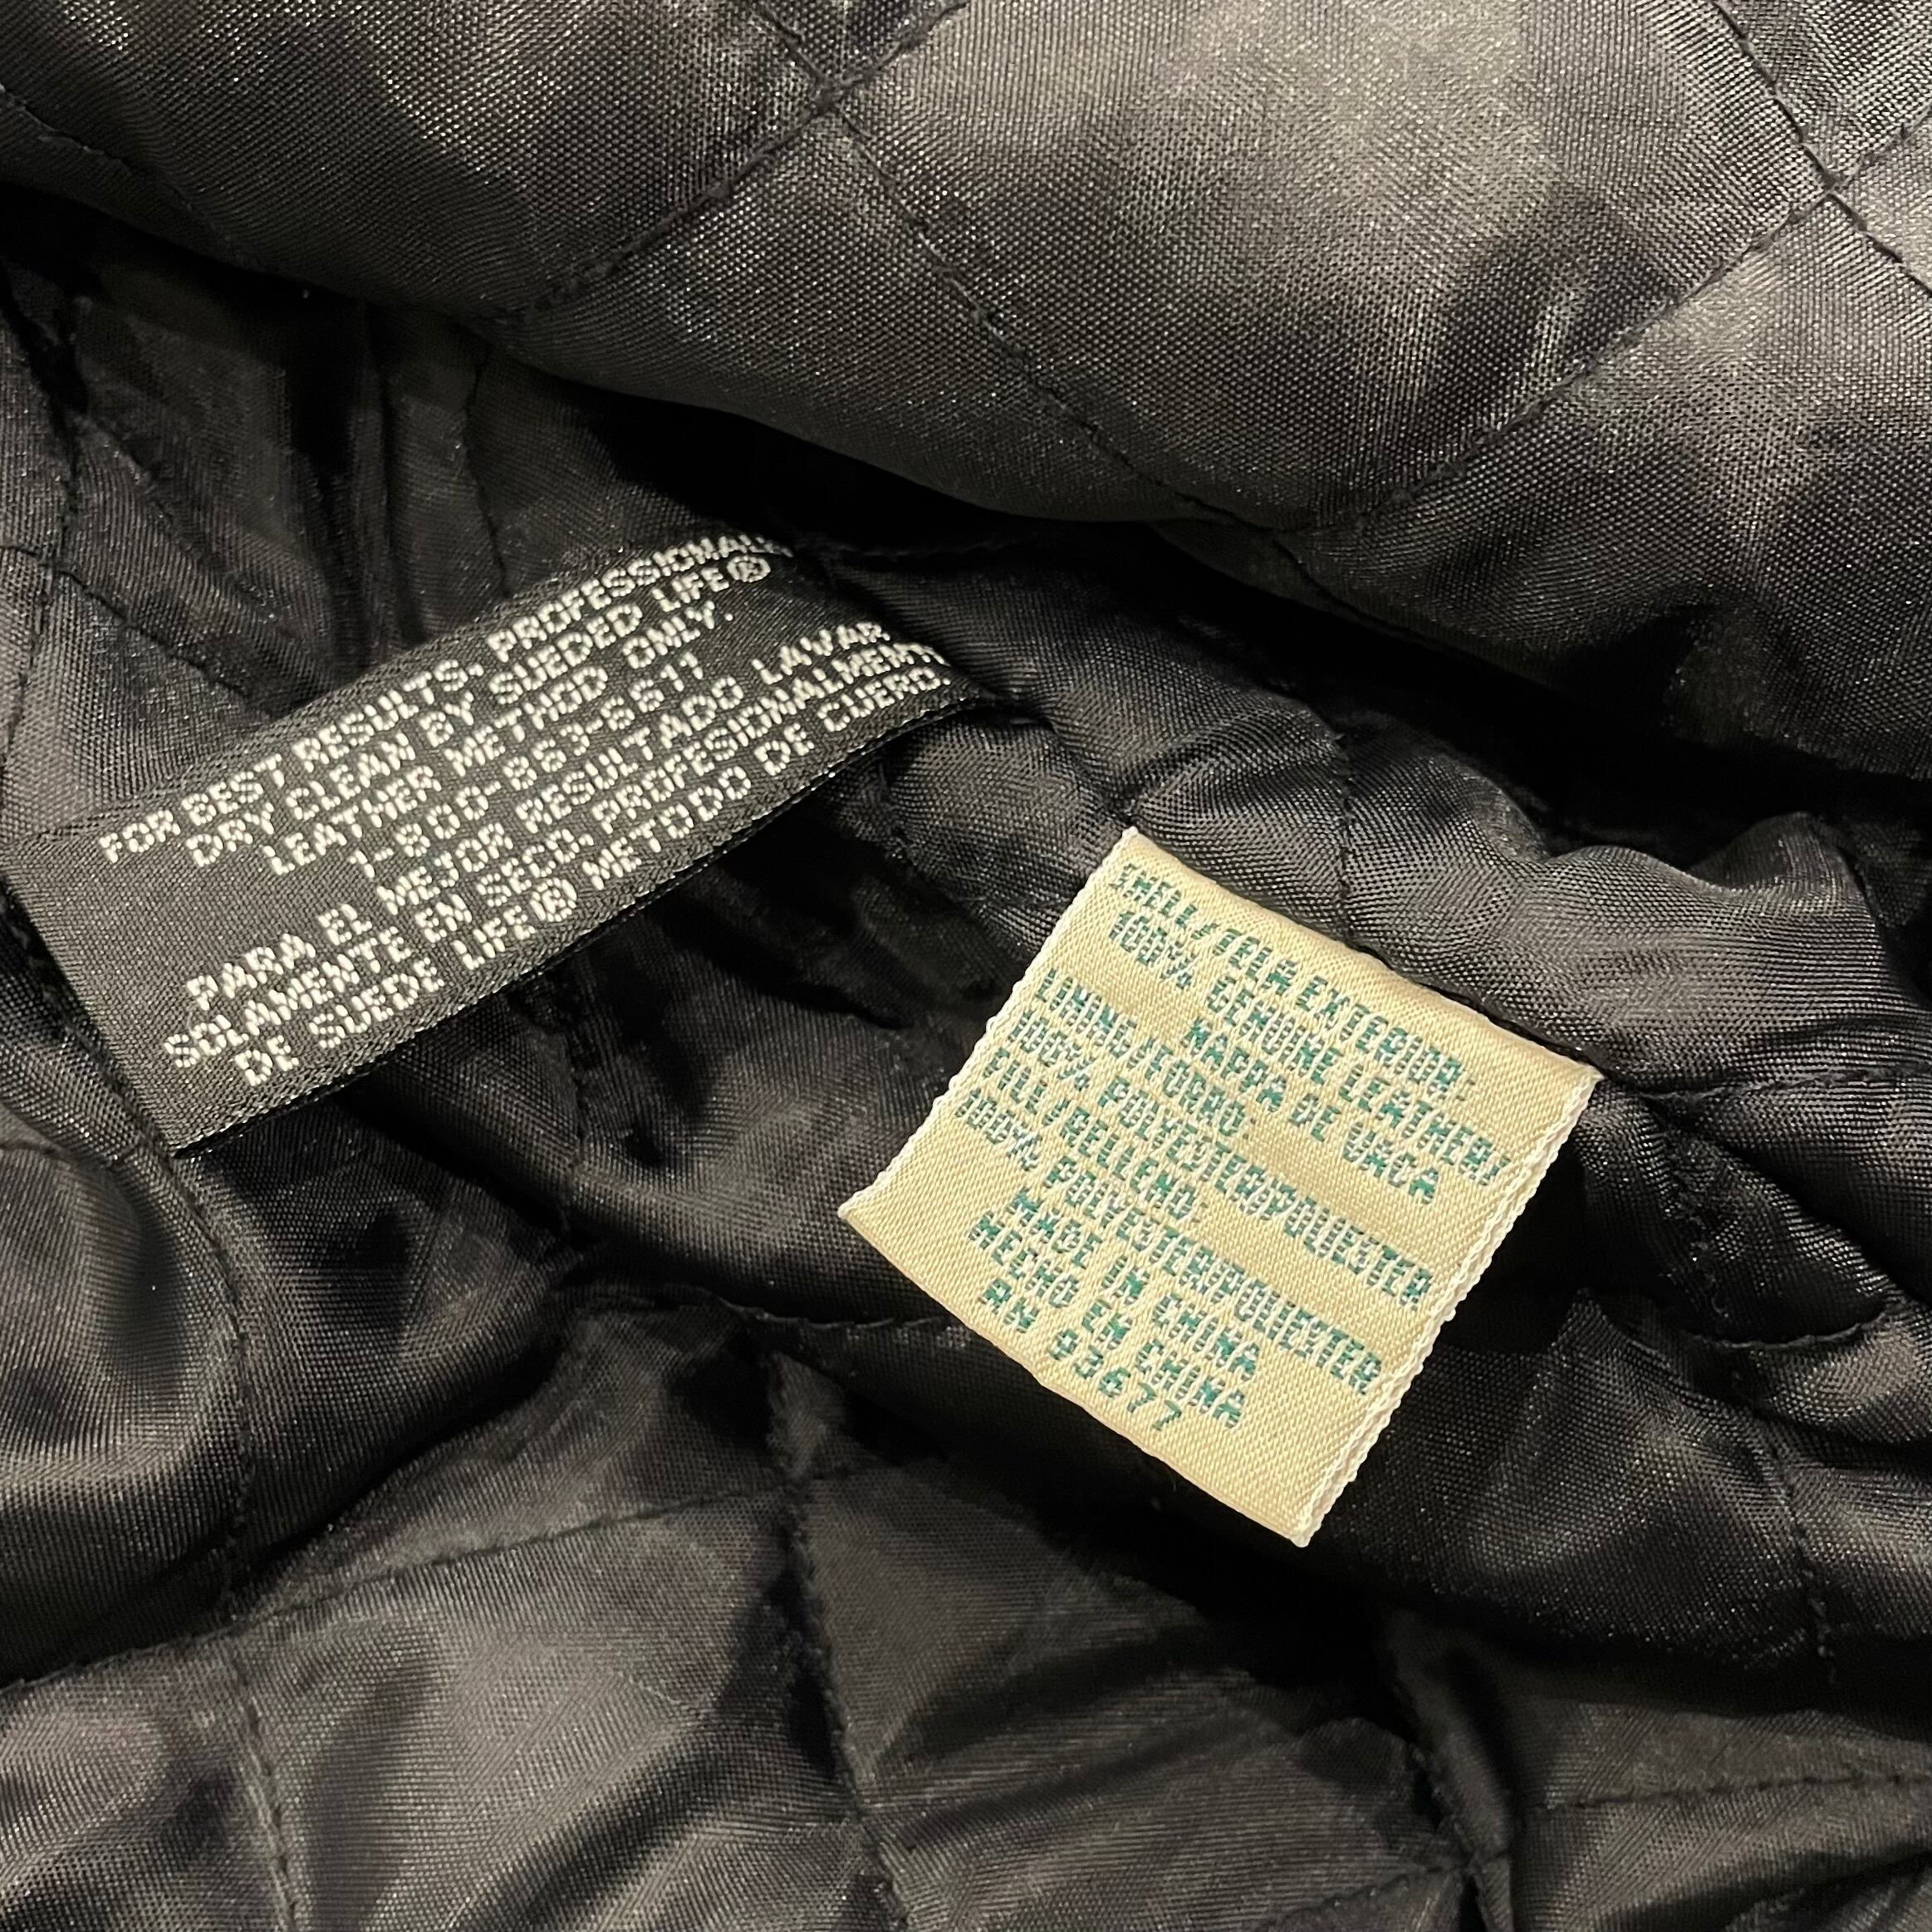 FOR BEST RESULTS: PROFESSIONALLY
DRY CLEAN BY SUEDED LIFE®
LEATHER METHOD ONLY
1-800-863-8611
PARA EL MEJOR RESULTADO LAVAR
SOLAMENTE EN SECO, PROFESIONALMENTE
DE SUEDE LIFE® METODO DE CUERO.
SHELL/TELA EXTERIOR:
100% GENUINE LEATHER/
NAPPA DE VACA
LINING/FORRO:
100% POLYESTER/POLIESTER
FILL/RELLENO:
100% POLYESTER/POLIESTER
MADE IN CHINA
HECHO EN CHINA
RN 93677